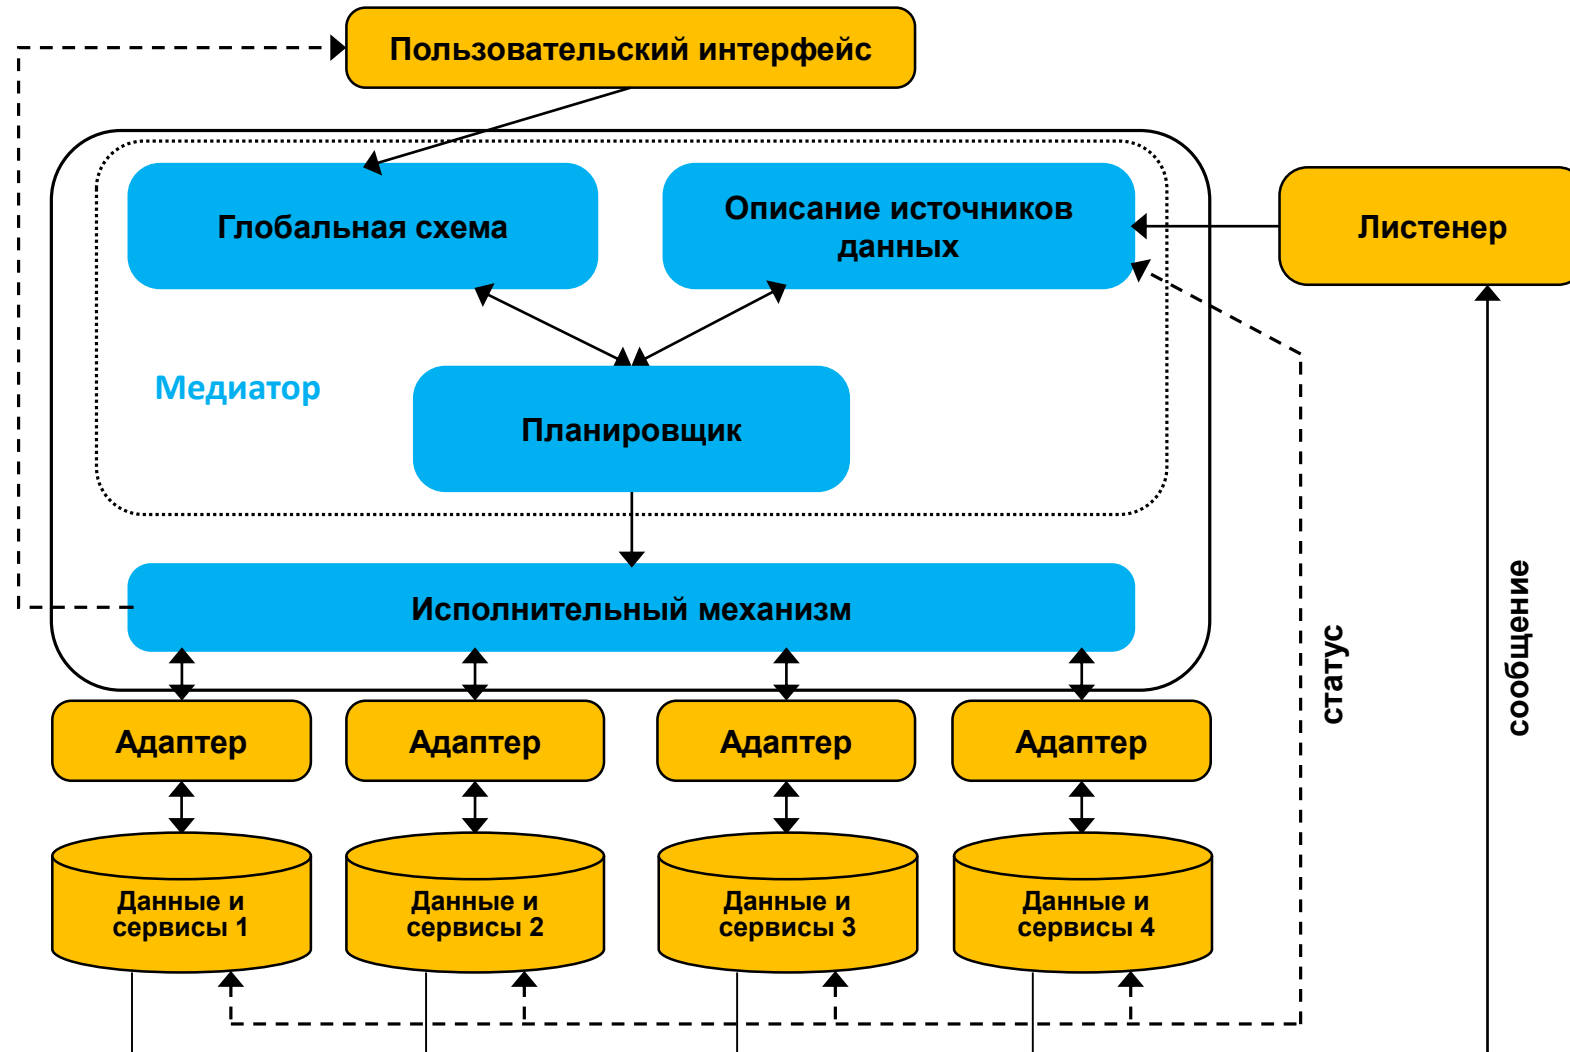 Пользовательский интерфейс
Глобальная схема
Описание источников
данных
Листенер
Медиатор
Планировщик
Исполнительный механизм
статус
сообщение
Адаптер
Адаптер
Адаптер
Адаптер
Данные и
сервисы 1
Данные и
сервисы 2
Данные и
сервисы 3
Данные и
сервисы 4